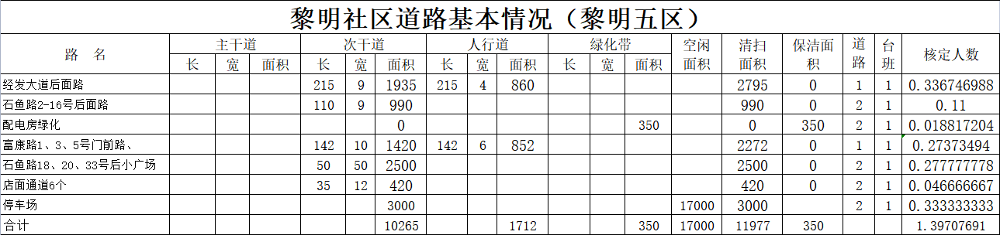 黎明社区道路基本情况（黎明五区）
路 名 主干道 次干道 人行道 绿化带 空闲面积 清扫面积 保洁面积 道路 台班 核定人数
长 宽 面积 长 宽 面积 长 宽 面积 长 宽 面积
经发大道后面路 215 9 1935 215 4 860 2795 0 1 1 0.336746988
石鱼路2-16号后面路 110 9 990 990 0 2 1 0.11
配电房绿化 0 350 0 350 2 1 0.018817204
富康路1、3、5号门前路、 142 10 1420 142 6 852 2272 0 1 1 0.27373494
石鱼路18、20、33号后小广场 50 50 2500 2500 0 2 1 0.277777778
店面通道6个 35 12 420 420 0 2 1 0.046666667
停车场 3000 17000 3000 2 1 0.333333333
合计 10265 1712 350 17000 11977 350 1.39707691